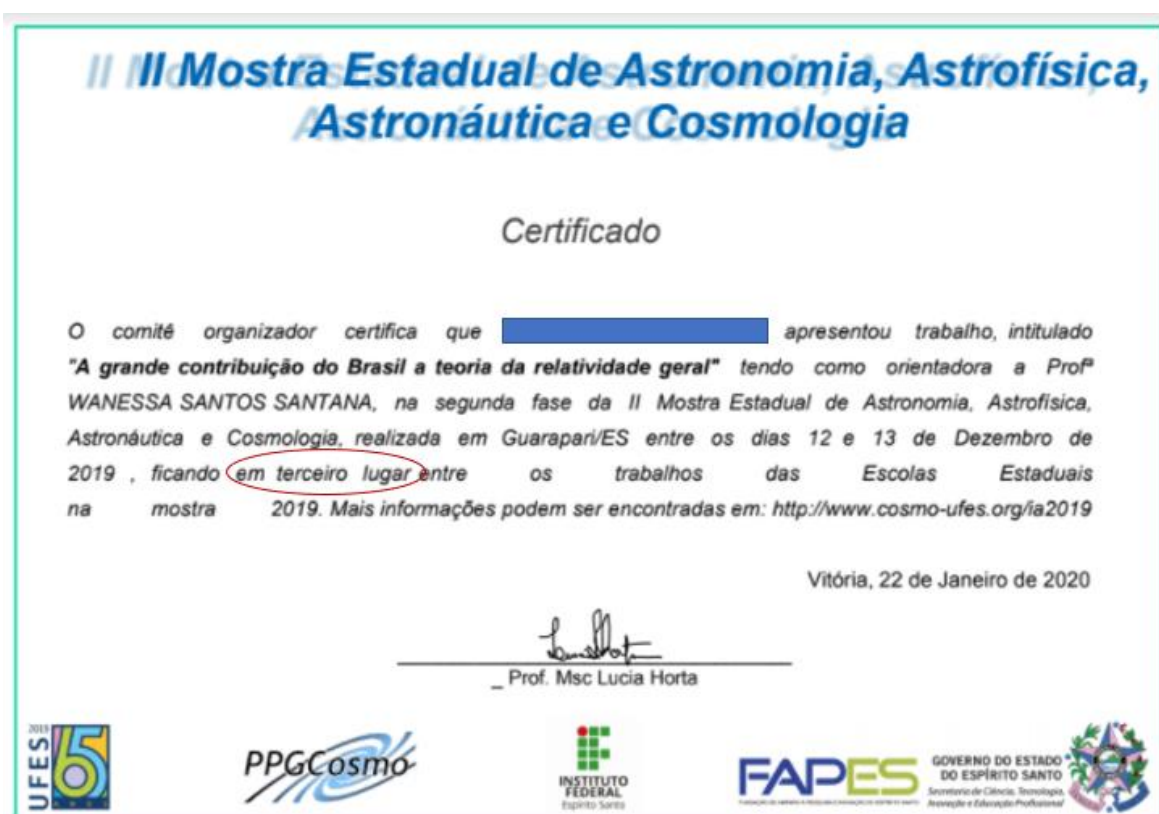 II Mostra Estadual de Astronomia, Astrofísica,
Astronáutica e Cosmologia
Certificado
O comitê organizador certifica que apresentou trabalho, intitulado
"A grande contribuição do Brasil a teoria da relatividade geral" tendo como orientadora a Profª
WANESSA SANTOS SANTANA, na segunda fase da II Mostra Estadual de Astronomia, Astrofísica,
Astronáutica e Cosmologia, realizada em Guarapari/ES entre os dias 12 e 13 de Dezembro de
2019 , ficando em terceiro lugar entre os trabalhos das Escolas Estaduais
na mostra 2019. Mais informações podem ser encontradas em: http://www.cosmo-ufes.org/ia2019
Vitória, 22 de Janeiro de 2020
_ Prof. Msc Lucia Horta
2019
UFES
65
PPGCosmo
INSTITUTO
FEDERAL
Espírito Santo
FAPES
GOVERNO DO ESTADO
DO ESPÍRITO SANTO
Secretaria de Ciência, Tecnologia,
Inovação e Educação Profissional